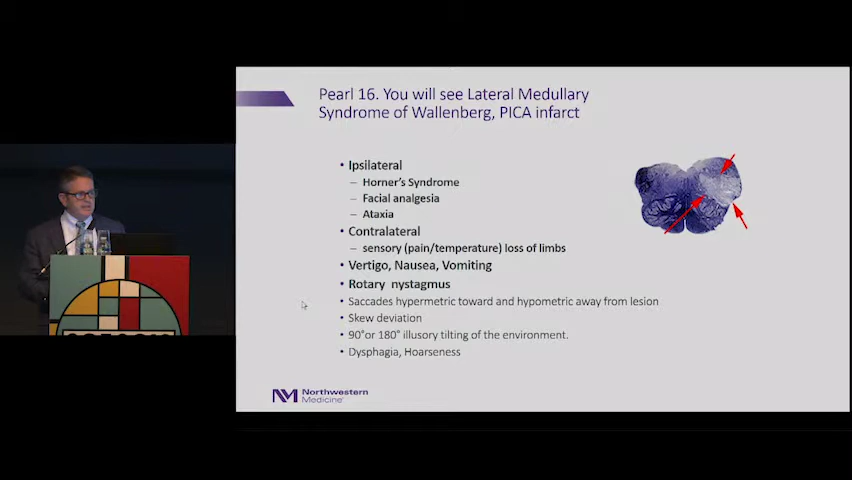 Pearl 16. You will see Lateral Medullary
Syndrome of Wallenberg, PICA infarct
• Ipsilateral
– Horner's Syndrome
– Facial analgesia
– Ataxia
• Contralateral
– sensory (pain/temperature) loss of limbs
• Vertigo, Nausea, Vomiting
• Rotary nystagmus
• Saccades hypermetric toward and hypometric away from lesion
• Skew deviation
• 90°or 180° illusory tilting of the environment.
• Dysphagia, Hoarseness
NM Northwestern
Medicine